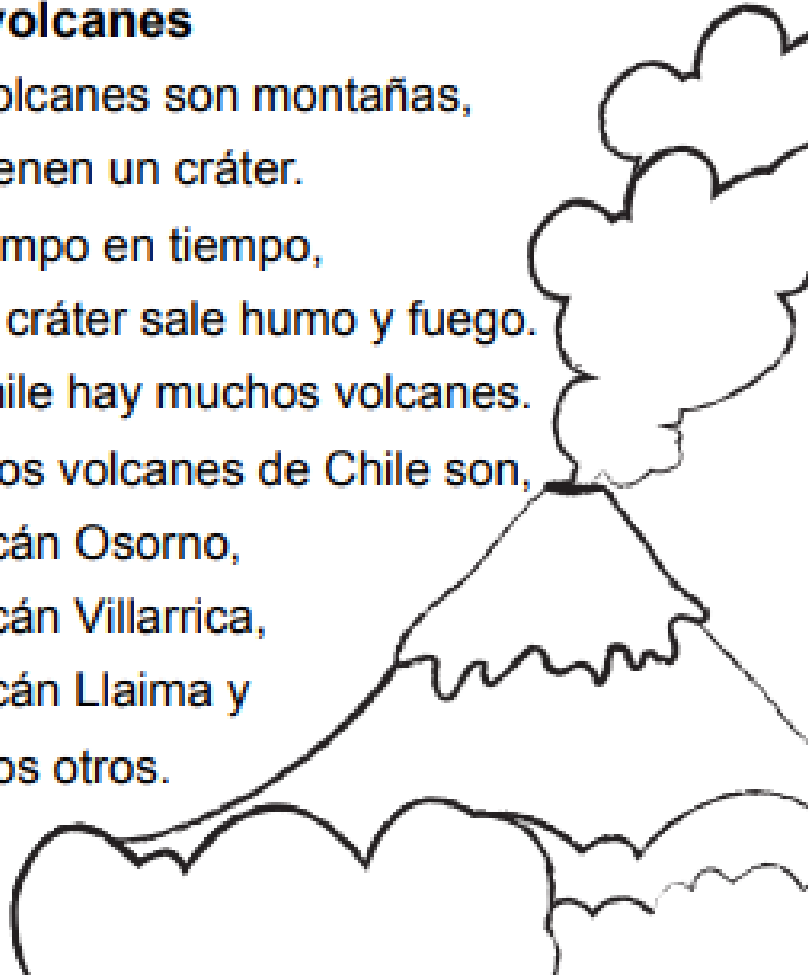 volcanes
olcanes son montañas,
enen un cráter.
mpo en tiempo,
cráter sale humo y fuego.
ile hay muchos volcanes.
os volcanes de Chile son,
cán Osorno,
cán Villarrica,
cán Llaima y
os otros.